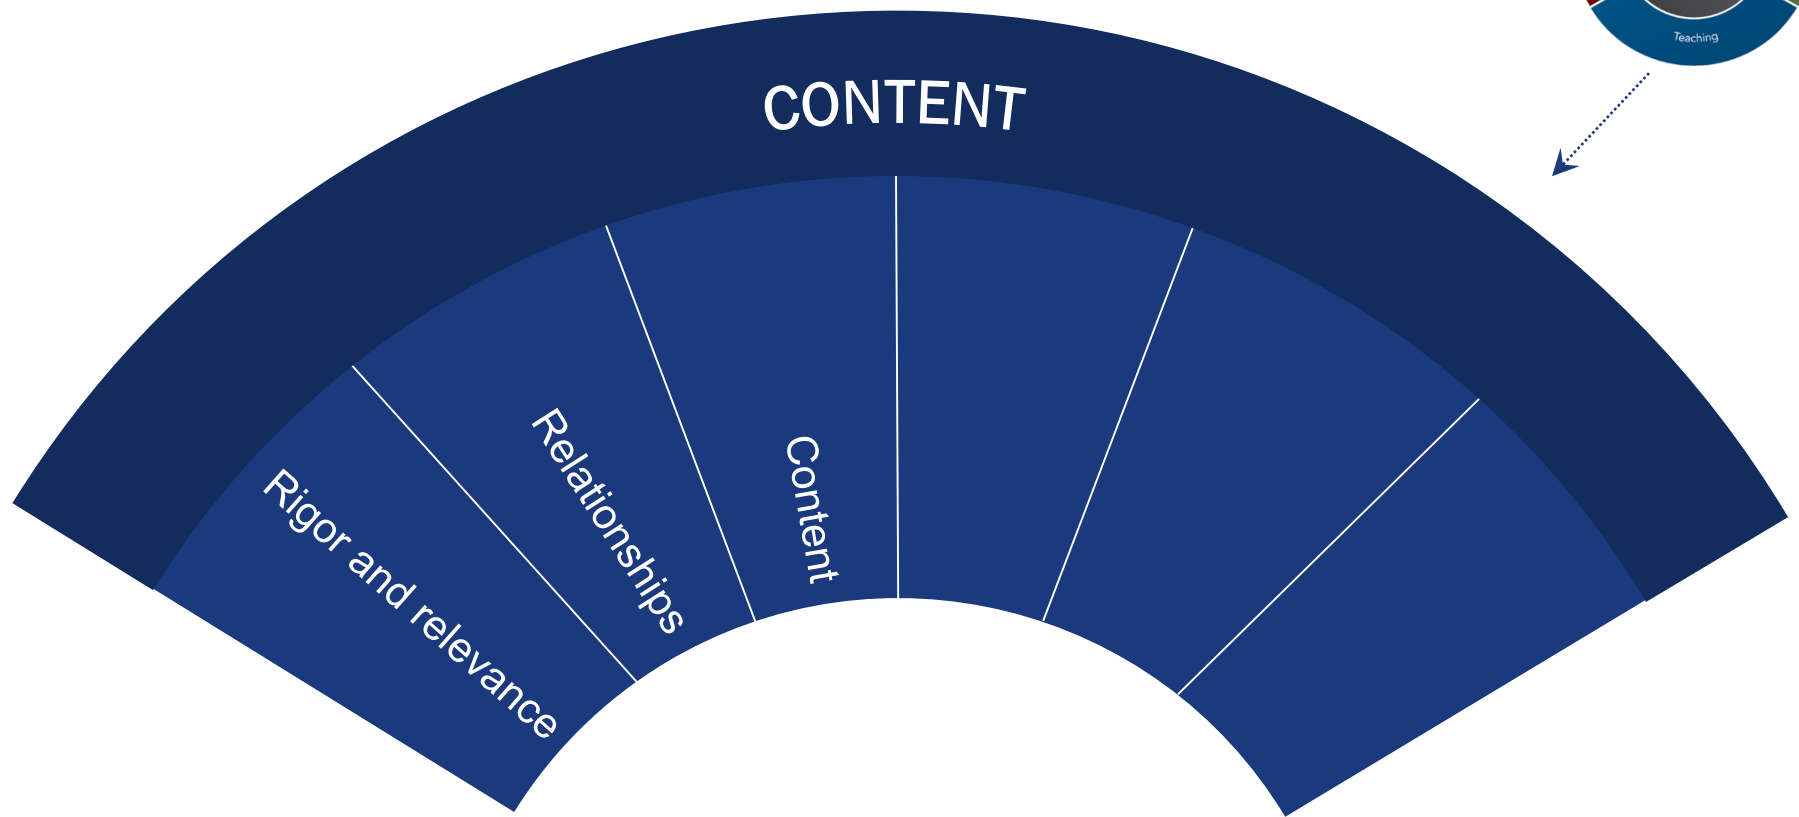 Teaching
CONTENT
Rigor and relevance
Relationships
Content